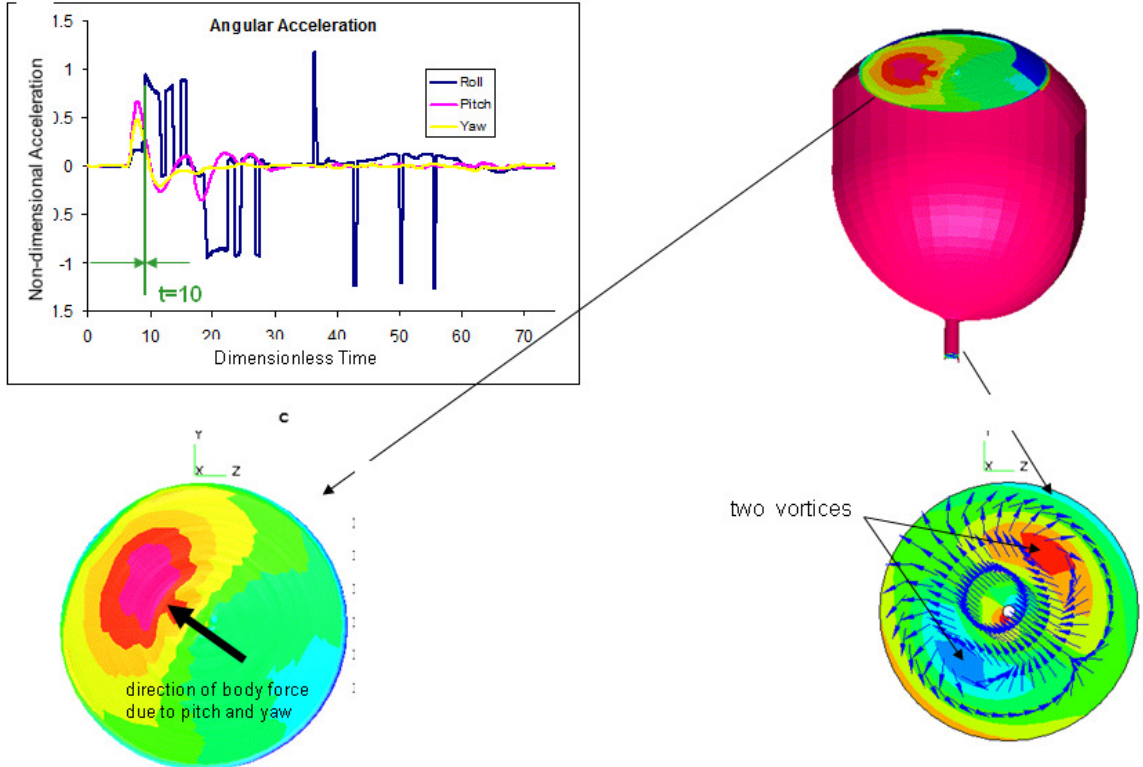 Angular Acceleration
1.5
1
0.5
0
0.5
-1
1.5
Non-dimensional Acceleration
Roll
Pitch
Yaw
t=10
0 10 20 30 40 50 60 70
Dimensionless Time
c
Y
X Z
direction of body force
due to pitch and yaw
X Z
two vortices